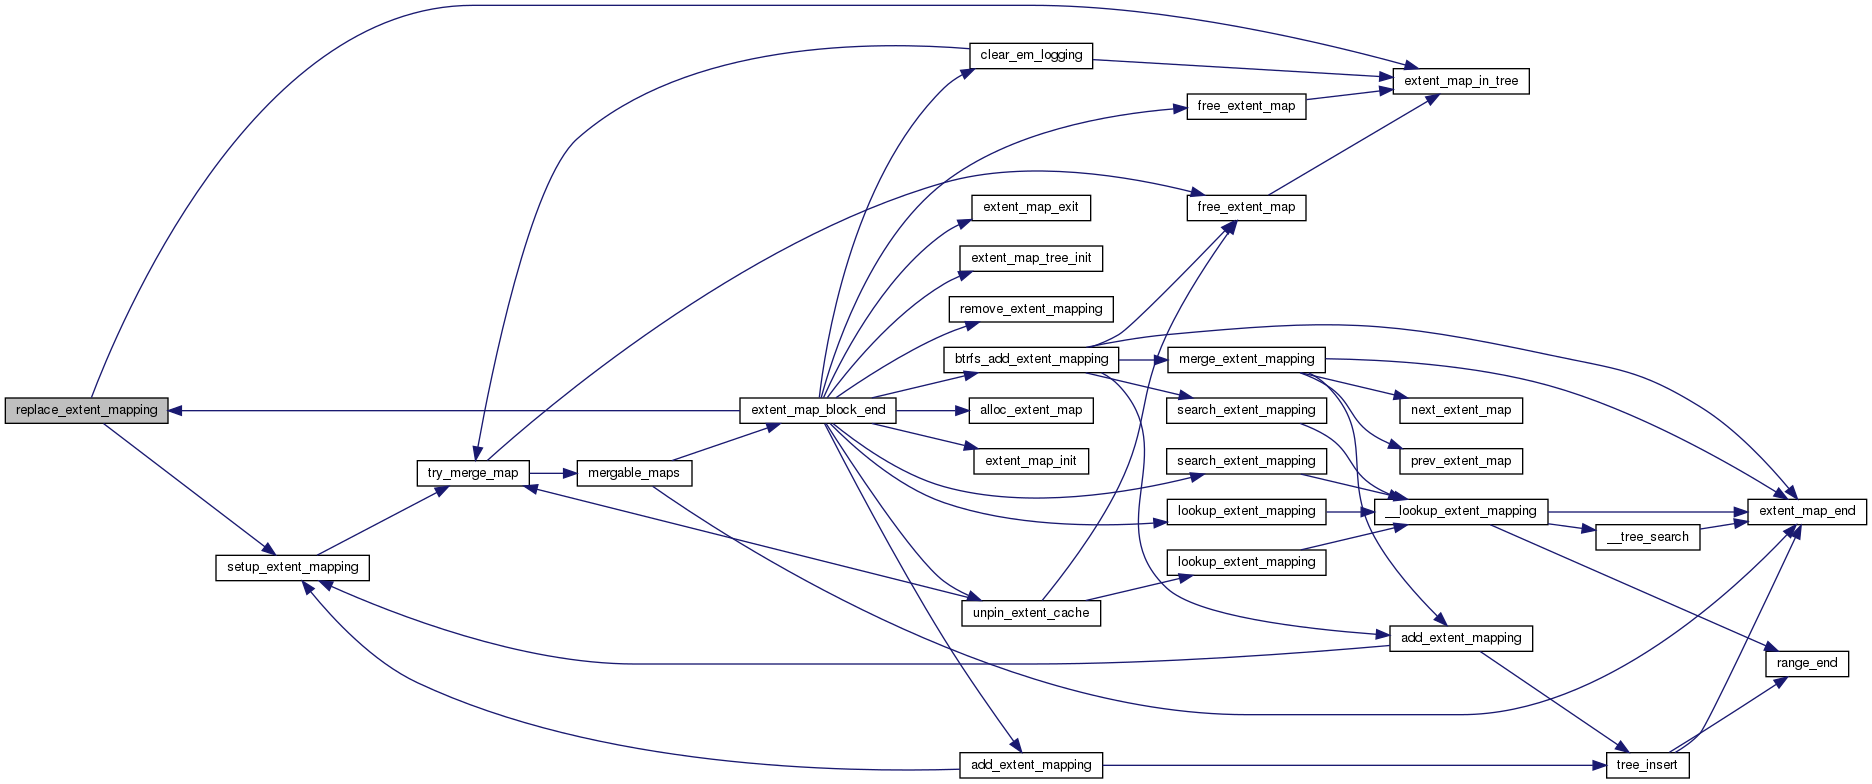 clear_em_logging
extent_map_in_tree
free_extent_map
extent_map_exit
free_extent_map
extent_map_tree_init
remove_extent_mapping
btrfs_add_extent_mapping
merge_extent_mapping
replace_extent_mapping
extent_map_block_end
alloc_extent_map
search_extent_mapping
next_extent_map
try_merge_map
mergable_maps
extent_map_init
search_extent_mapping
prev_extent_map
lookup_extent_mapping
__lookup_extent_mapping
extent_map_end
__tree_search
setup_extent_mapping
lookup_extent_mapping
unpin_extent_cache
add_extent_mapping
range_end
add_extent_mapping
tree_insert